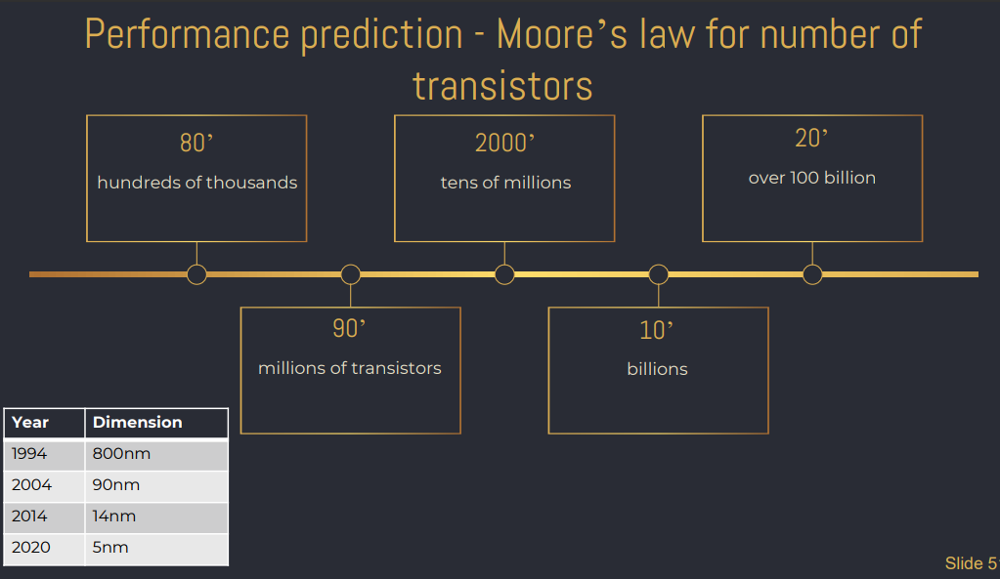 Performance prediction - Moore’s law for number of
transistors
80’
hundreds of thousands
2000’
tens of millions
20’
over 100 billion
90’
millions of transistors
10’
billions
Year Dimension
1994 800nm
2004 90nm
2014 14nm
2020 5nm
Slide 5